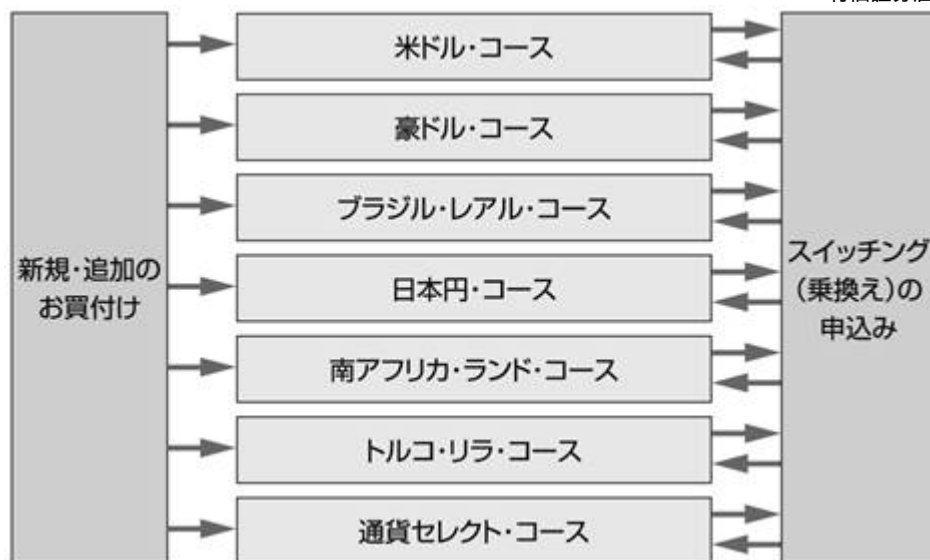 米ドル・コース
豪ドル・コース
ブラジル・レアル・コース
新規・追加の
お買付け
日本円・コース
スイッチング
(乗換え)の
申込み
南アフリカ・ランド・コース
トルコ・リラ・コース
通貨セレクト・コース